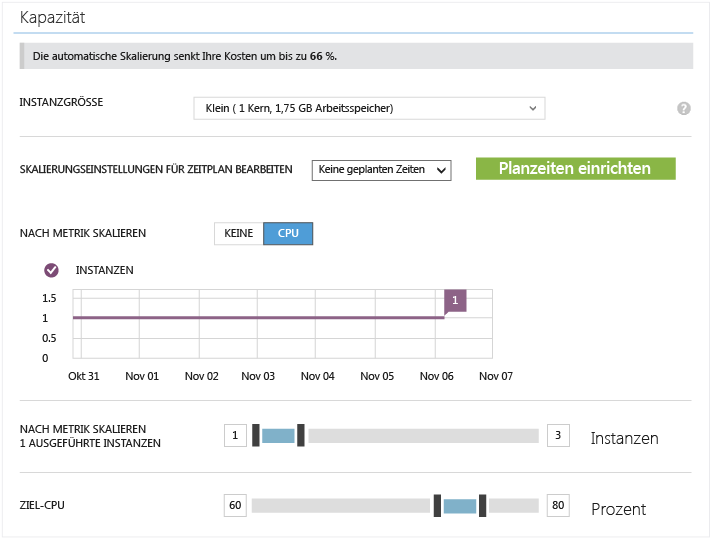 Kapazität
Die automatische Skalierung senkt Ihre Kosten um bis zu 66 %.
INSTANZGRÖSSE
Klein ( 1 Kern, 1,75 GB Arbeitsspeicher)
?
SKALIERUNGSEINSTELLUNGEN FÜR ZEITPLAN BEARBEITEN
Keine geplanten Zeiten
Planzeiten einrichten
NACH METRIK SKALIEREN
KEINE
CPU
INSTANZEN
1.5
1
0.5
0
1
Okt 31
Nov 01
Nov 02
Nov 03
Nov 04
Nov 05
Nov 06
Nov 07
NACH METRIK SKALIEREN
1 AUSGEFÜHRTE INSTANZEN
1
3
Instanzen
ZIEL-CPU
60
80
Prozent